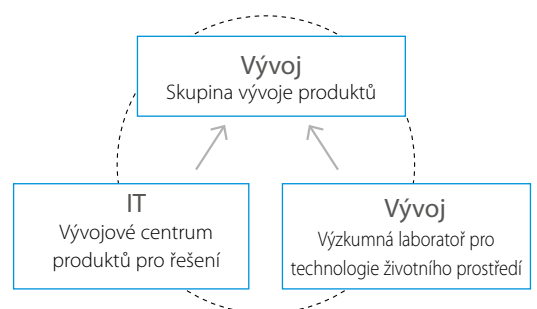 Vývoj
Skupina vývoje produktů
IT
Vývojové centrum
produktů pro řešení
Vývoj
Výzkumná laboratoř pro
technologie životního prostředí